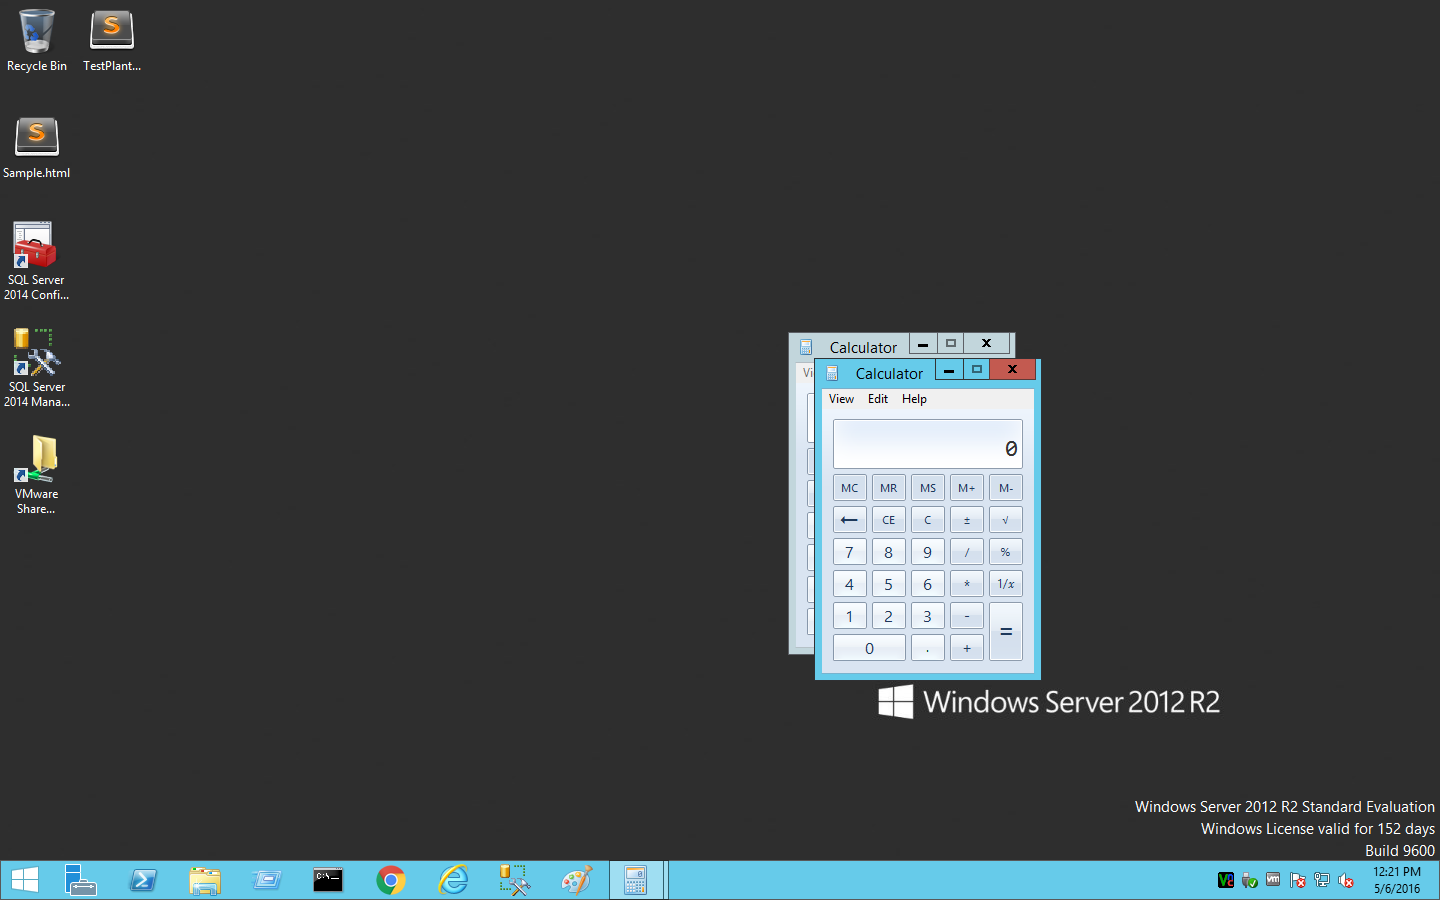 Recycle Bin
TestPlant...
Sample.html
SQL Server
2014 Confi...
SQL Server
2014 Mana...
VMware
Share...
Calculator
Vi
Calculator
View Edit Help
0
MC MR MS M+ M-
← CE C ± √
7 8 9 / %
4 5 6 * 1/x
1 2 3 - =
0 . +
Windows Server 2012 R2
Windows Server 2012 R2 Standard Evaluation
Windows License valid for 152 days
Build 9600
C:\_
vm
12:21 PM
5/6/2016